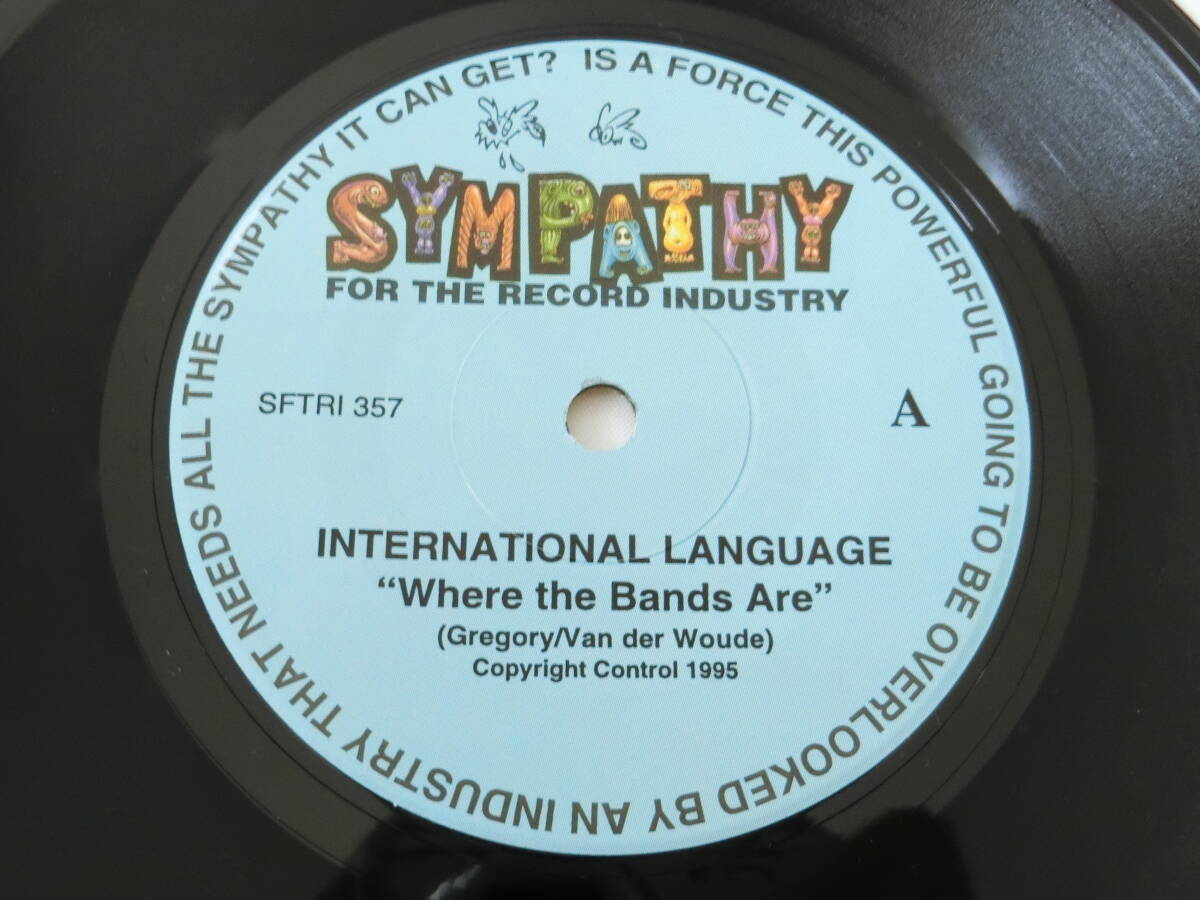 IS A FORCE THIS POWERFUL GOING TO BE OVERLOOKED BY AN INDUSTRY THAT NEEDS ALL THE SYMPATHY IT CAN GET?
SYMPATHY
FOR THE RECORD INDUSTRY
SFTRI 357
A
INTERNATIONAL LANGUAGE
“Where the Bands Are”
(Gregory/Van der Woude)
Copyright Control 1995